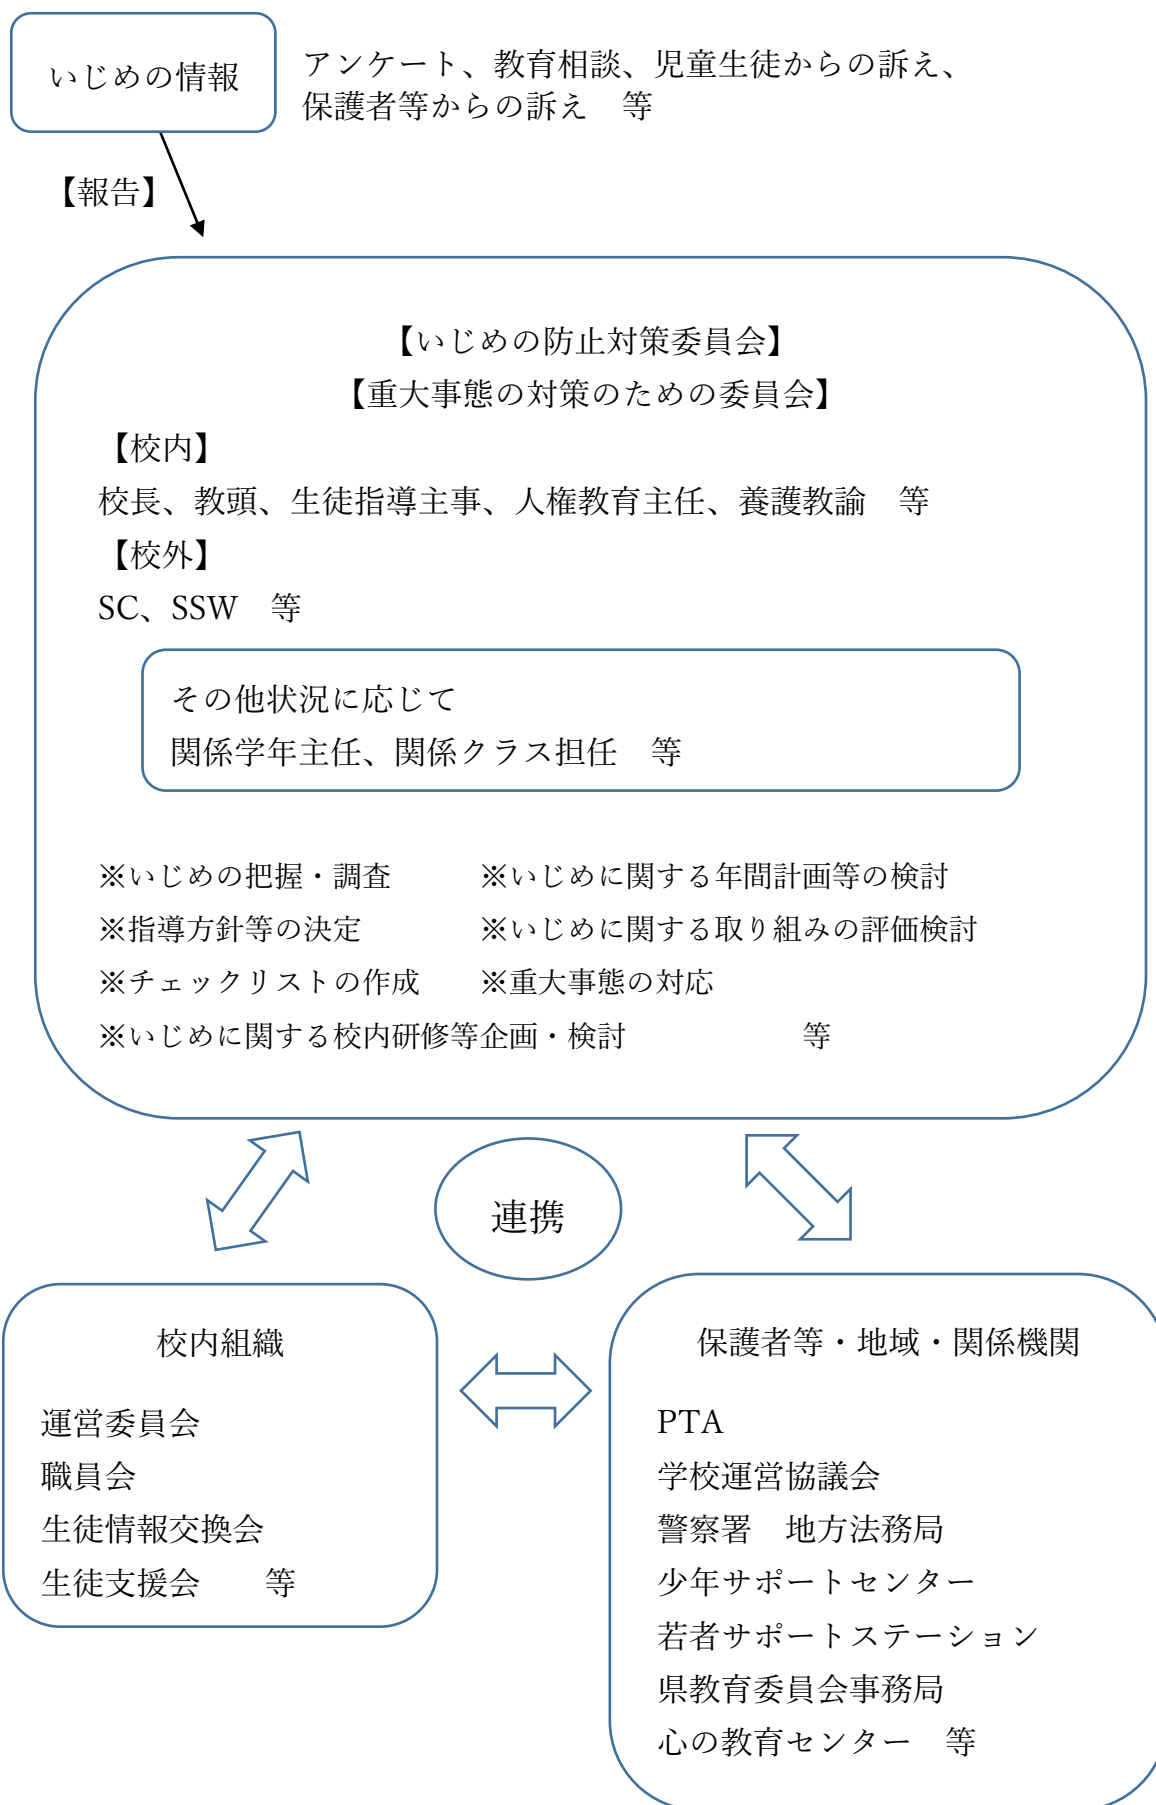 いじめの情報
アンケート、教育相談、児童生徒からの訴え、
保護者等からの訴え　等
【報告】
【いじめの防止対策委員会】
【重大事態の対策のための委員会】
【校内】
校長、教頭、生徒指導主事、人権教育主任、養護教諭　等
【校外】
SC、SSW　等
その他状況に応じて
関係学年主任、関係クラス担任　等
※いじめの把握・調査　　　※いじめに関する年間計画等の検討
※指導方針等の決定　　　　※いじめに関する取り組みの評価検討
※チェックリストの作成　　※重大事態の対応
※いじめに関する校内研修等企画・検討　　　　　　等
連携
校内組織
運営委員会
職員会
生徒情報交換会
生徒支援会　　等
保護者等・地域・関係機関
PTA
学校運営協議会
警察署　地方法務局
少年サポートセンター
若者サポートステーション
県教育委員会事務局
心の教育センター　等